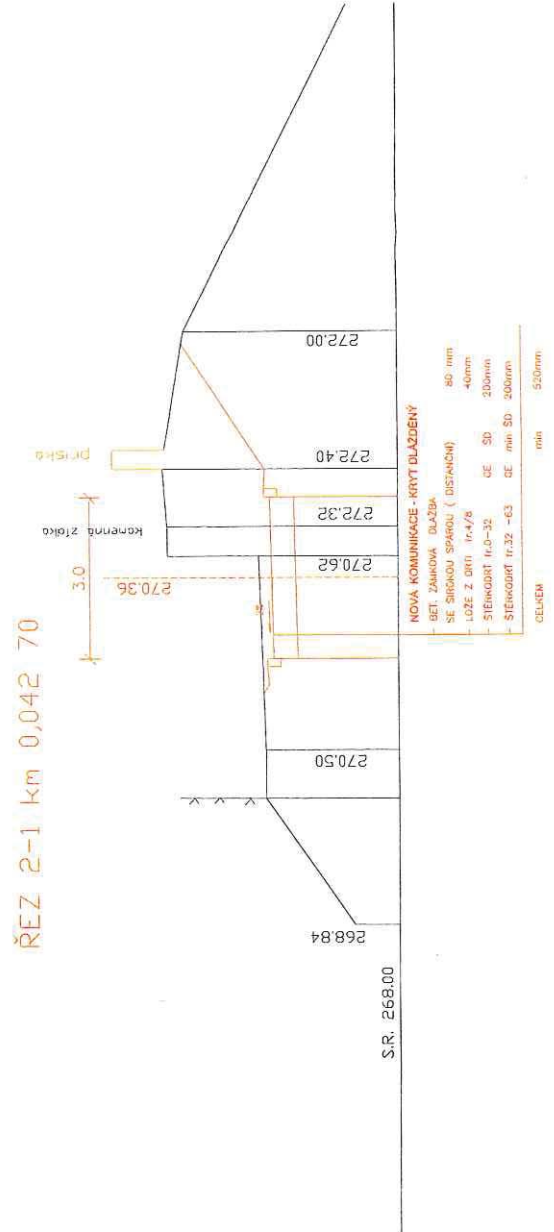 ŘEZ 2-1 km 0,042 70
3.0
kamenná zídka
přiska
270.36
268.84
270.50
270.62
272.32
272.40
272.00
S.R. 268.00
NOVÁ KOMUNIKACE - KRYT DLÁŽDĚNÝ
BET. ZÁMKOVÁ DLAŽBA
SE ŠIROKOU SPÁROU ( DISTANČNÍ) 80 mm
LOŽE Z DRTI fr.4/8 40mm
ŠTĚRKODRŤ fr.0-32 GE ŠD 200mm
ŠTĚRKODRŤ fr.32 -63 GE min ŠD 200mm
CELKEM min 520mm